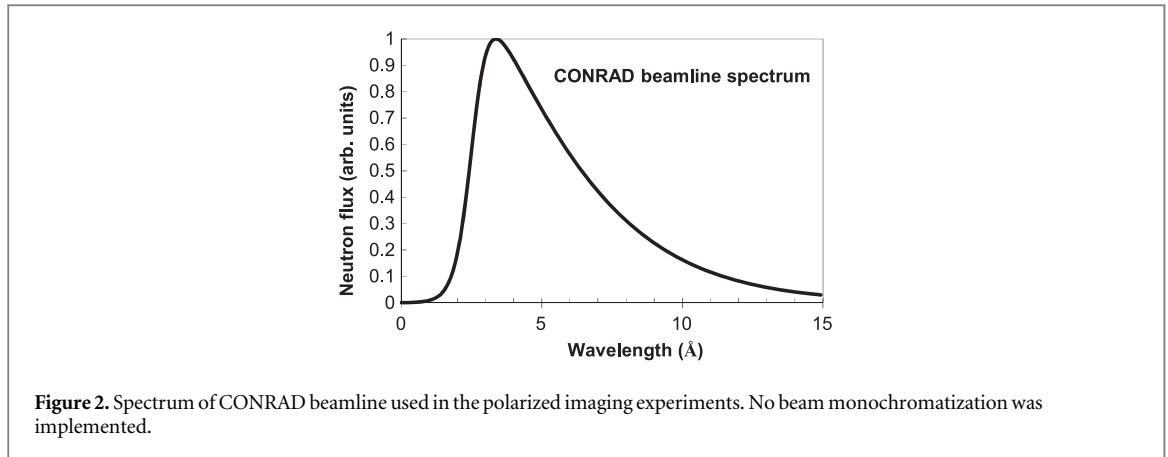 1
0.9
0.8
0.7
0.6
0.5
0.4
0.3
0.2
0.1
0
Neutron flux (arb. units)
CONRAD beamline spectrum
0 5 10 15
Wavelength (Å)
Figure 2. Spectrum of CONRAD beamline used in the polarized imaging experiments. No beam monochromatization was
implemented.